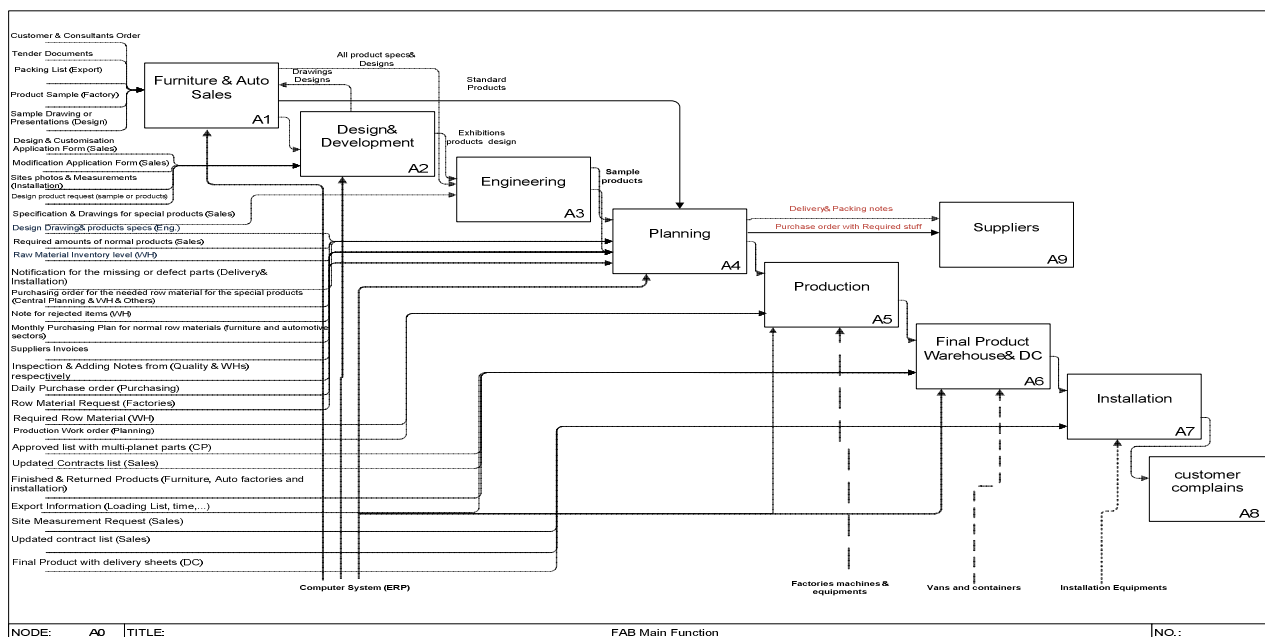 Customer & Consultants Order
Tender Documents
Packing List (Export)
Product Sample (Factory)
Sample Drawing or
Presentations (Design)
Design & Customisation
Application Form (Sales)
Modification Application Form (Sales)
Sites photos & Measurements
(Installation)
Design product request (sample or products)
Specification & Drawings for special products (Sales)
Design Drawing& products specs (Eng.)
Required amounts of normal products (Sales)
Raw Material Inventory level (WH)
Notification for the missing or defect parts (Delivery&
Installation)
Purchasing order for the needed row material for the special products
(Central Planning & WH & Others)
Note for rejected items (WH)
Monthly Purchasing Plan for normal row materials (furniture and automotive
sectors)
Suppliers Invoices
Inspection & Adding Notes from (Quality & WHs)
respectively
Daily Purchase order (Purchasing)
Row Material Request (Factories)
Required Row Material (WH)
Production Work order (Planning)
Approved list with multi-planet parts (CP)
Updated Contracts list (Sales)
Finished & Returned Products (Furniture, Auto factories and
installation)
Export Information (Loading List, time,...)
Site Measurement Request (Sales)
Updated contract list (Sales)
Final Product with delivery sheets (DC)
Furniture & Auto
Sales
A1
All product specs&
Designs
Drawings
Designs
Standard
Products
Design&
Development
A2
Exhibitions
products design
Engineering
A3
Sample
products
Planning
A4
Delivery& Packing notes
Purchase order with Required stuff
Suppliers
A9
Production
A5
Final Product
Warehouse& DC
A6
Installation
A7
customer
complains
A8
Computer System (ERP)
Factories machines &
equipments
Vans and containers
Installation Equipments
NODE: A0 TITLE: FAB Main Function NO.: